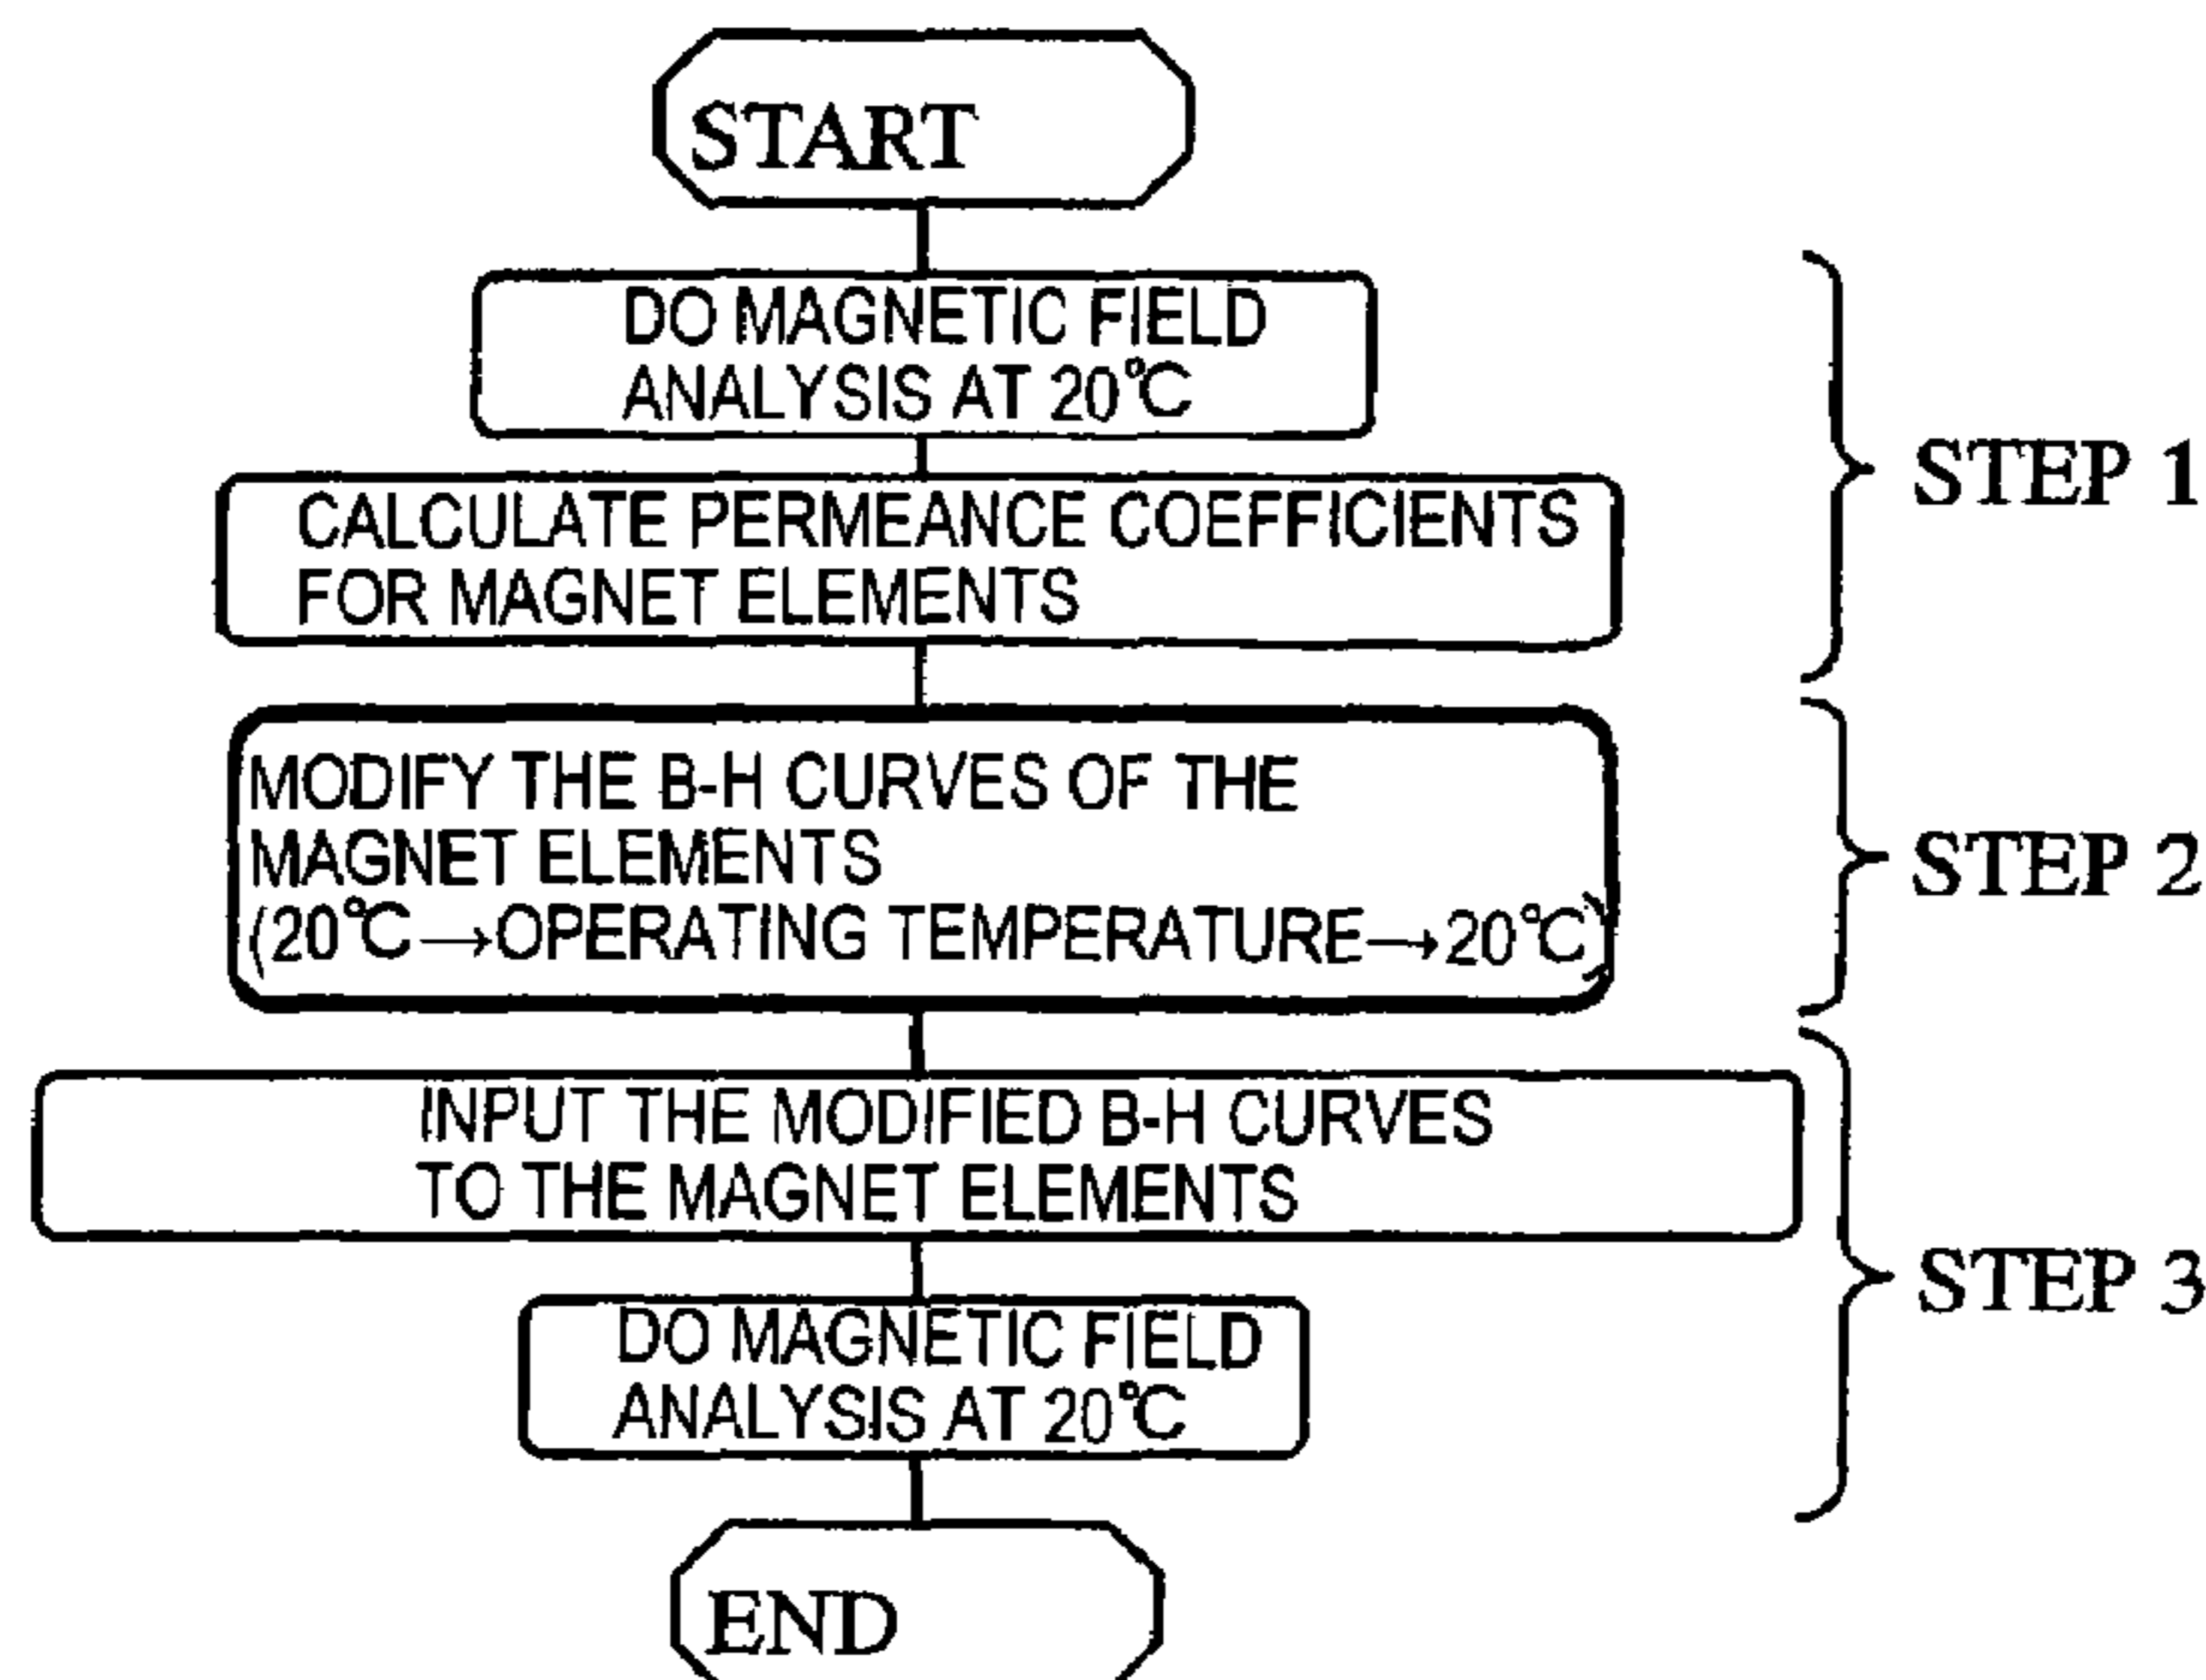 START
DO MAGNETIC FIELD
ANALYSIS AT 20℃
CALCULATE PERMEANCE COEFFICIENTS
FOR MAGNET ELEMENTS
STEP 1
MODIFY THE B-H CURVES OF THE
MAGNET ELEMENTS
(20℃→OPERATING TEMPERATURE→20℃)
STEP 2
INPUT THE MODIFIED B-H CURVES
TO THE MAGNET ELEMENTS
DO MAGNETIC FIELD
ANALYSIS AT 20℃
STEP 3
END